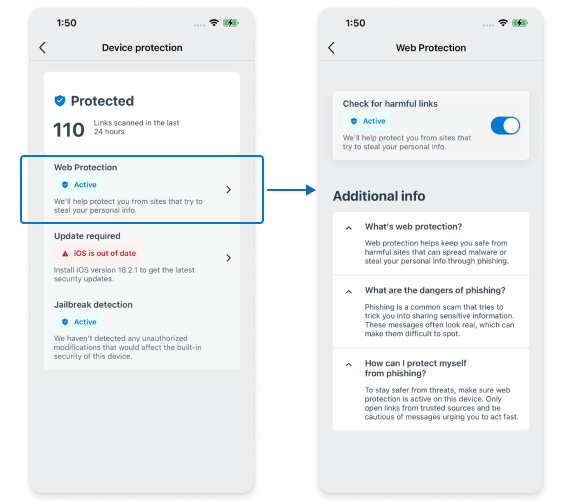 1:50
Device protection
Protected
110
Links scanned in the last
24 hours
Web Protection
Active
We'll help protect you from sites that try to
steal your personal info.
Update required
iOS is out of date
Install iOS version 18.2.1 to get the latest
security updates.
Jailbreak detection
Active
We haven't detected any unauthorized
modifications that would affect the built-in
security of this device.
1:50
Web Protection
Check for harmful links
Active
We'll help protect you from sites that
try to steal your personal info.
Additional info
What's web protection?
Web protection helps keep you safe from
harmful sites that can spread malware or
steal your personal info through phishing.
What are the dangers of phishing?
Phishing is a common scam that tries to
trick you into sharing sensitive information.
These messages often look real, which can
make them difficult to spot.
How can I protect myself
from phishing?
To stay safer from threats, make sure web
protection is active on this device. Only
open links from trusted sources and be
cautious of messages urging you to act fast.